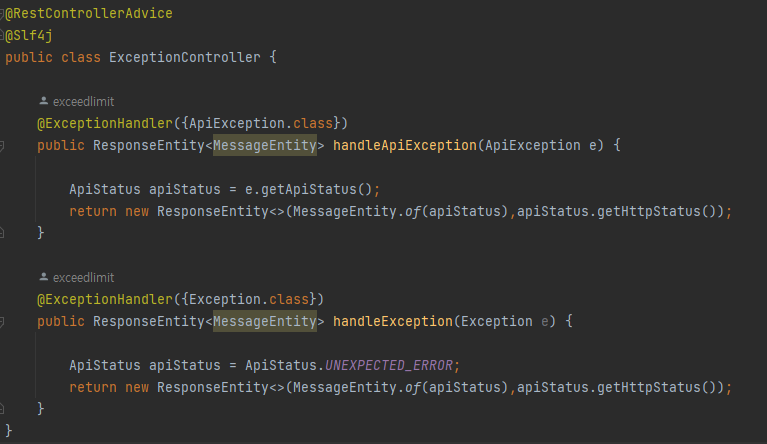 @RestControllerAdvice
@Slf4j
public class ExceptionController {
exceedlimit
@ExceptionHandler({ApiException.class})
public ResponseEntity<MessageEntity> handleApiException(ApiException e) {
ApiStatus apiStatus = e.getApiStatus();
return new ResponseEntity<>(MessageEntity.of(apiStatus),apiStatus.getHttpStatus());
}
exceedlimit
@ExceptionHandler({Exception.class})
public ResponseEntity<MessageEntity> handleException(Exception e) {
ApiStatus apiStatus = ApiStatus.UNEXPECTED_ERROR;
return new ResponseEntity<>(MessageEntity.of(apiStatus),apiStatus.getHttpStatus());
}
}